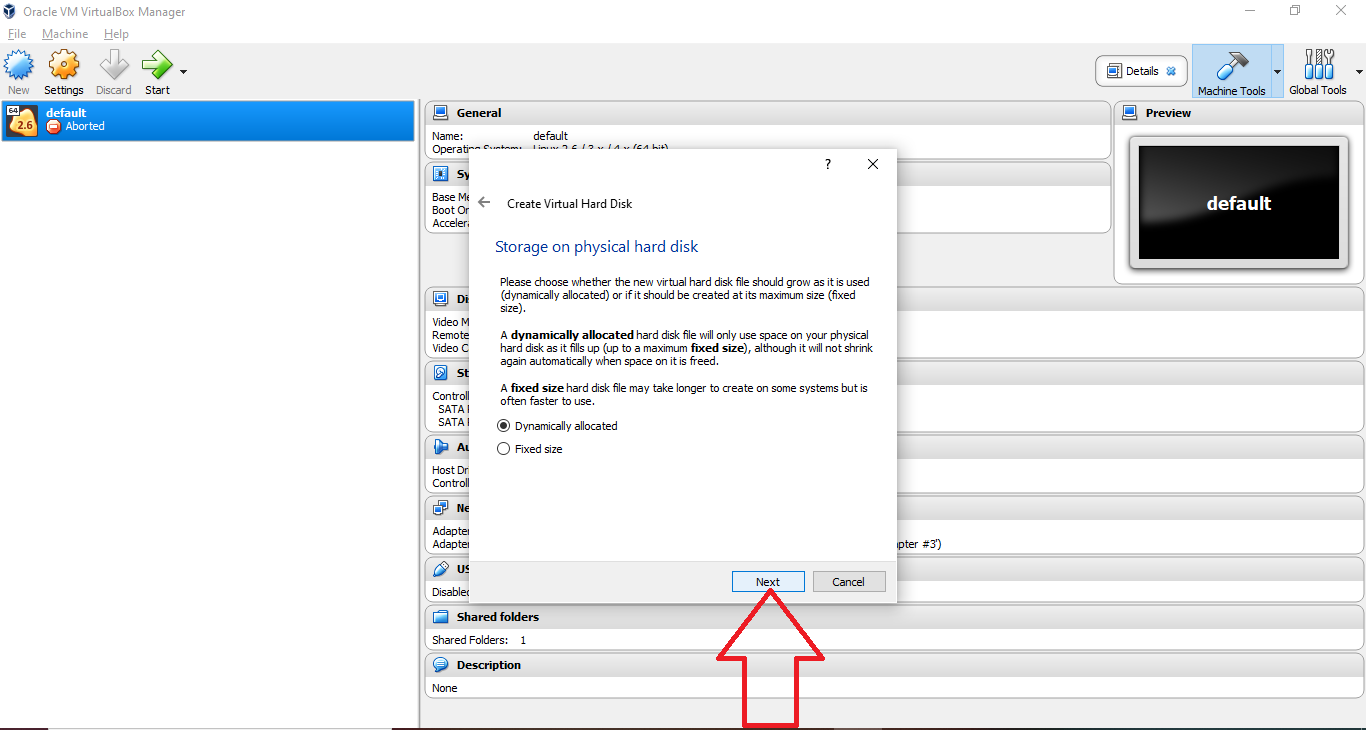 Oracle VM VirtualBox Manager
File Machine Help
New Settings Discard Start
Details
Machine Tools
Global Tools
64
2.6
default
Aborted
General
Name: default
Operating System: Linux 2.6 / 3.x / 4.x (64 bit)
Sy
Base Me
Boot Or
Accelera
Preview
default
?
Create Virtual Hard Disk
Storage on physical hard disk
Please choose whether the new virtual hard disk file should grow as it is used
(dynamically allocated) or if it should be created at its maximum size (fixed
size).
A dynamically allocated hard disk file will only use space on your physical
hard disk as it fills up (up to a maximum fixed size), although it will not shrink
again automatically when space on it is freed.
A fixed size hard disk file may take longer to create on some systems but is
often faster to use.
Dynamically allocated
Fixed size
Next Cancel
Di
Video M
Remote
Video C
St
Controll
SATA
SATA
Au
Host Dr
Controll
Ne
Adapter
Adapter apter #3')
US
Disabled
Shared folders
Shared Folders: 1
Description
None